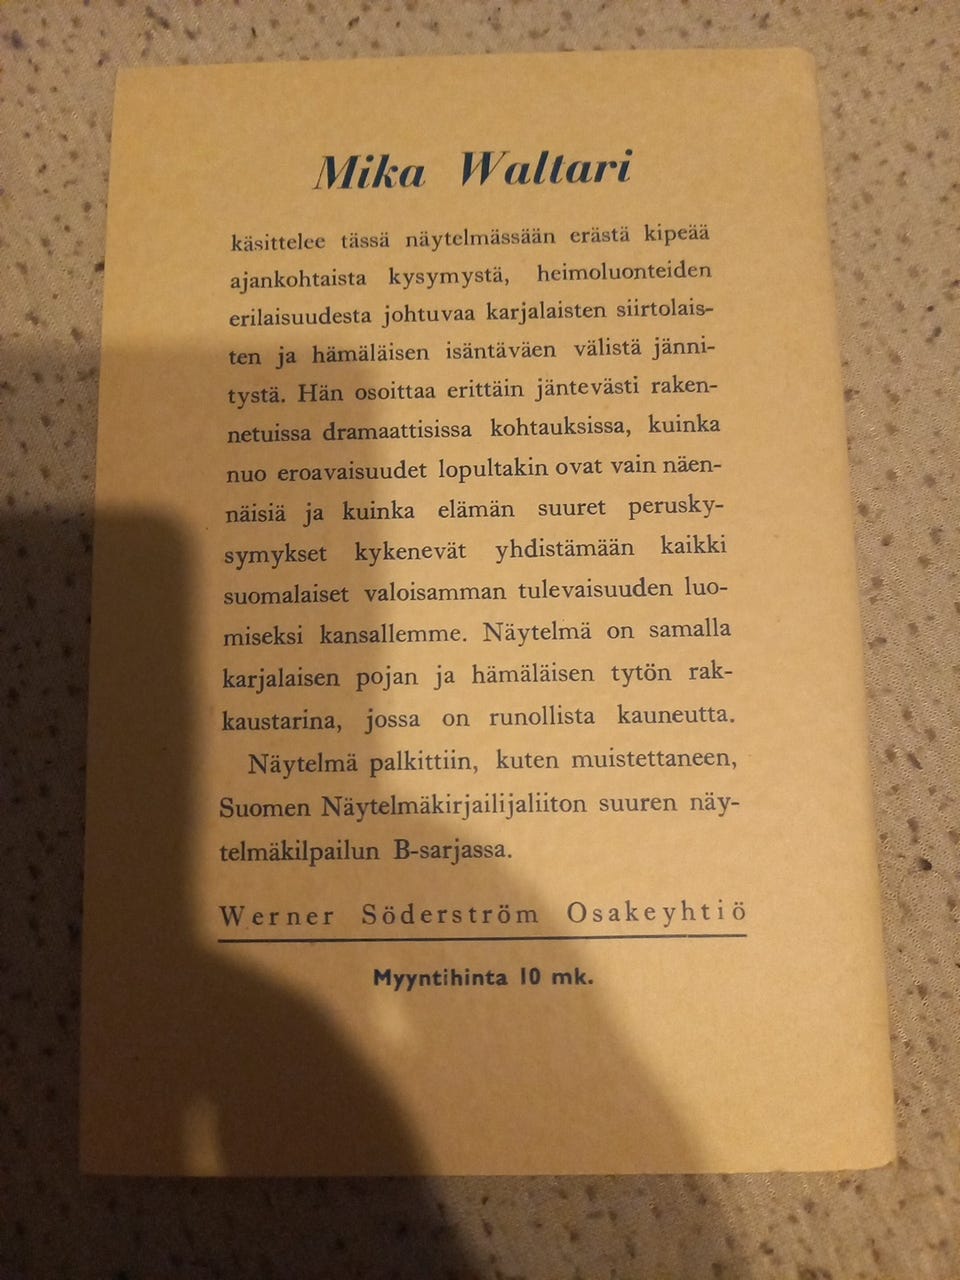 Mika Waltari
käsittelee tässä näytelmässään erästä kipeää
ajankohtaista kysymystä, heimoluonteiden
erilaisuudesta johtuvaa karjalaisten siirtolais-
ten ja hämäläisen isäntäväen välistä jänni-
tystä. Hän osoittaa erittäin jäntevästi raken-
netuissa dramaattisissa kohtauksissa, kuinka
nuo eroavaisuudet lopultakin ovat vain näen-
näisiä ja kuinka elämän suuret perusky-
symykset kykenevät yhdistämään kaikki
suomalaiset valoisamman tulevaisuuden luo-
miseksi kansallemme. Näytelmä on samalla
karjalaisen pojan ja hämäläisen tytön rak-
kaustarina, jossa on runollista kauneutta.
Näytelmä palkittiin, kuten muistettaneen,
Suomen Näytelmäkirjailijaliiton suuren näy-
telmäkilpailun B-sarjassa.
Werner Söderström Osakeyhtiö
Myyntihinta 10 mk.